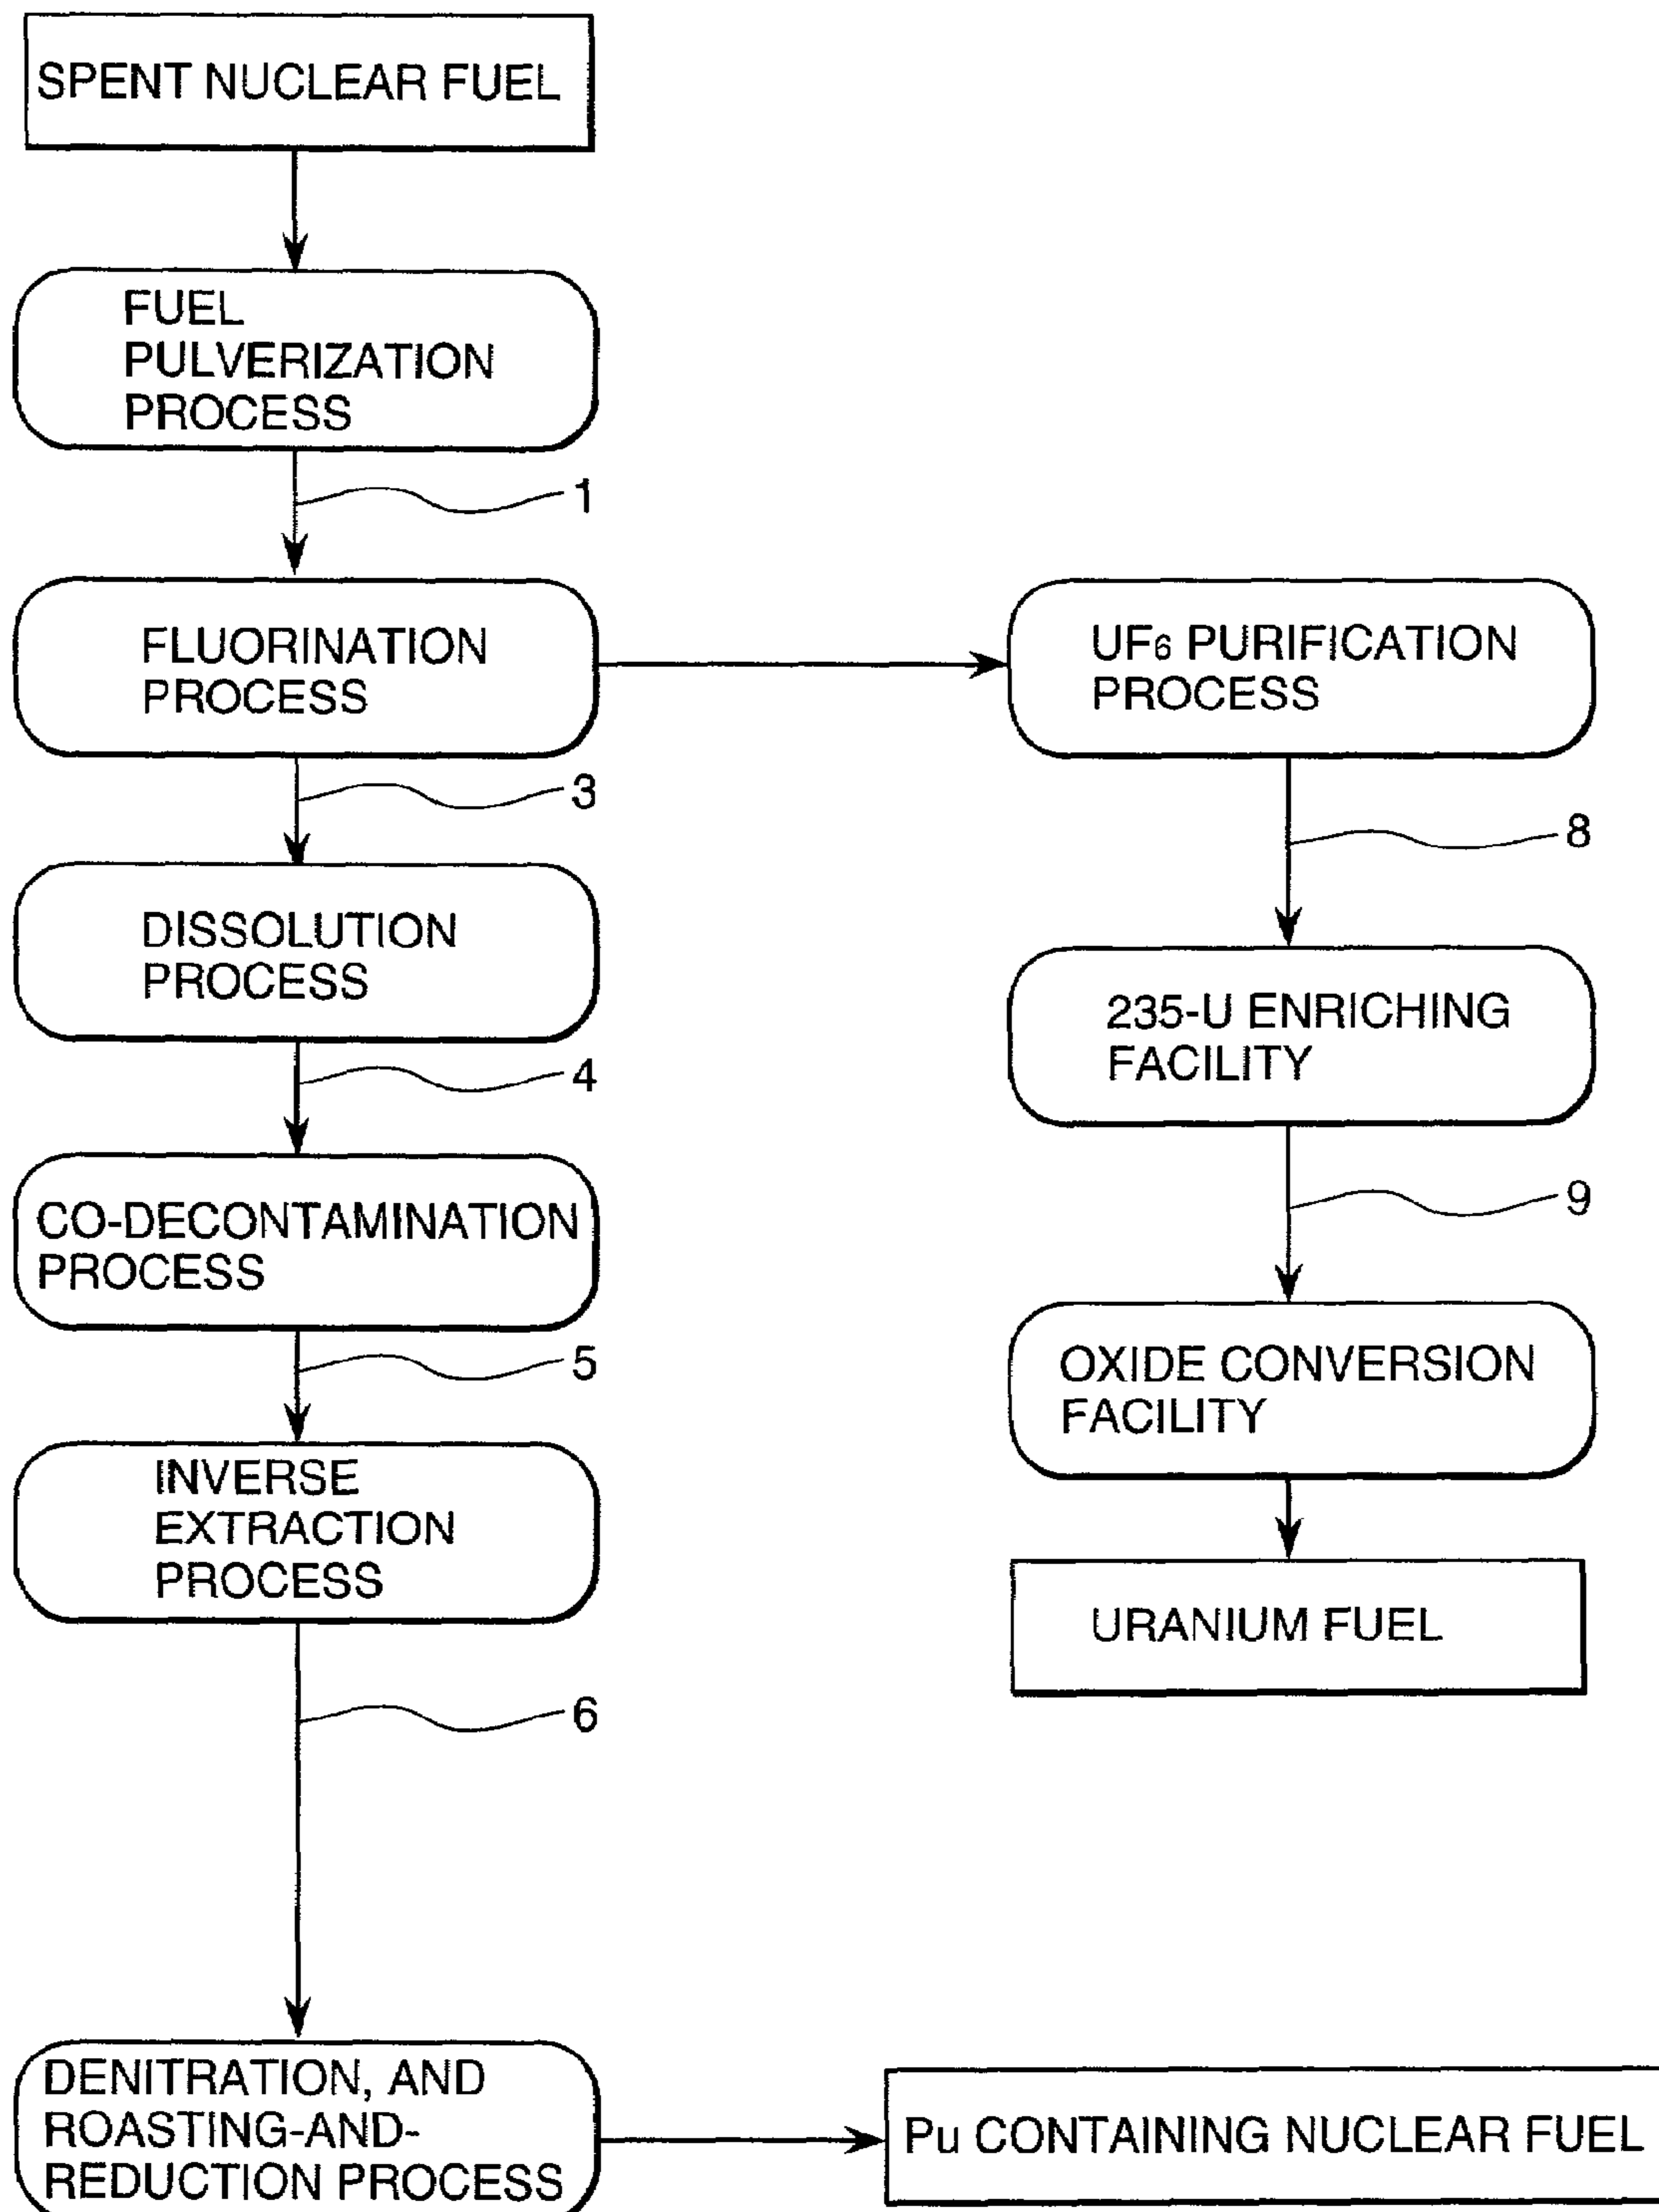 SPENT NUCLEAR FUEL
FUEL
PULVERIZATION
PROCESS
1
FLUORINATION
PROCESS
UF6 PURIFICATION
PROCESS
3
8
DISSOLUTION
PROCESS
235-U ENRICHING
FACILITY
4
9
CO-DECONTAMINATION
PROCESS
OXIDE CONVERSION
FACILITY
5
INVERSE
EXTRACTION
PROCESS
URANIUM FUEL
6
DENITRATION, AND
ROASTING-AND-
REDUCTION PROCESS
Pu CONTAINING NUCLEAR FUEL